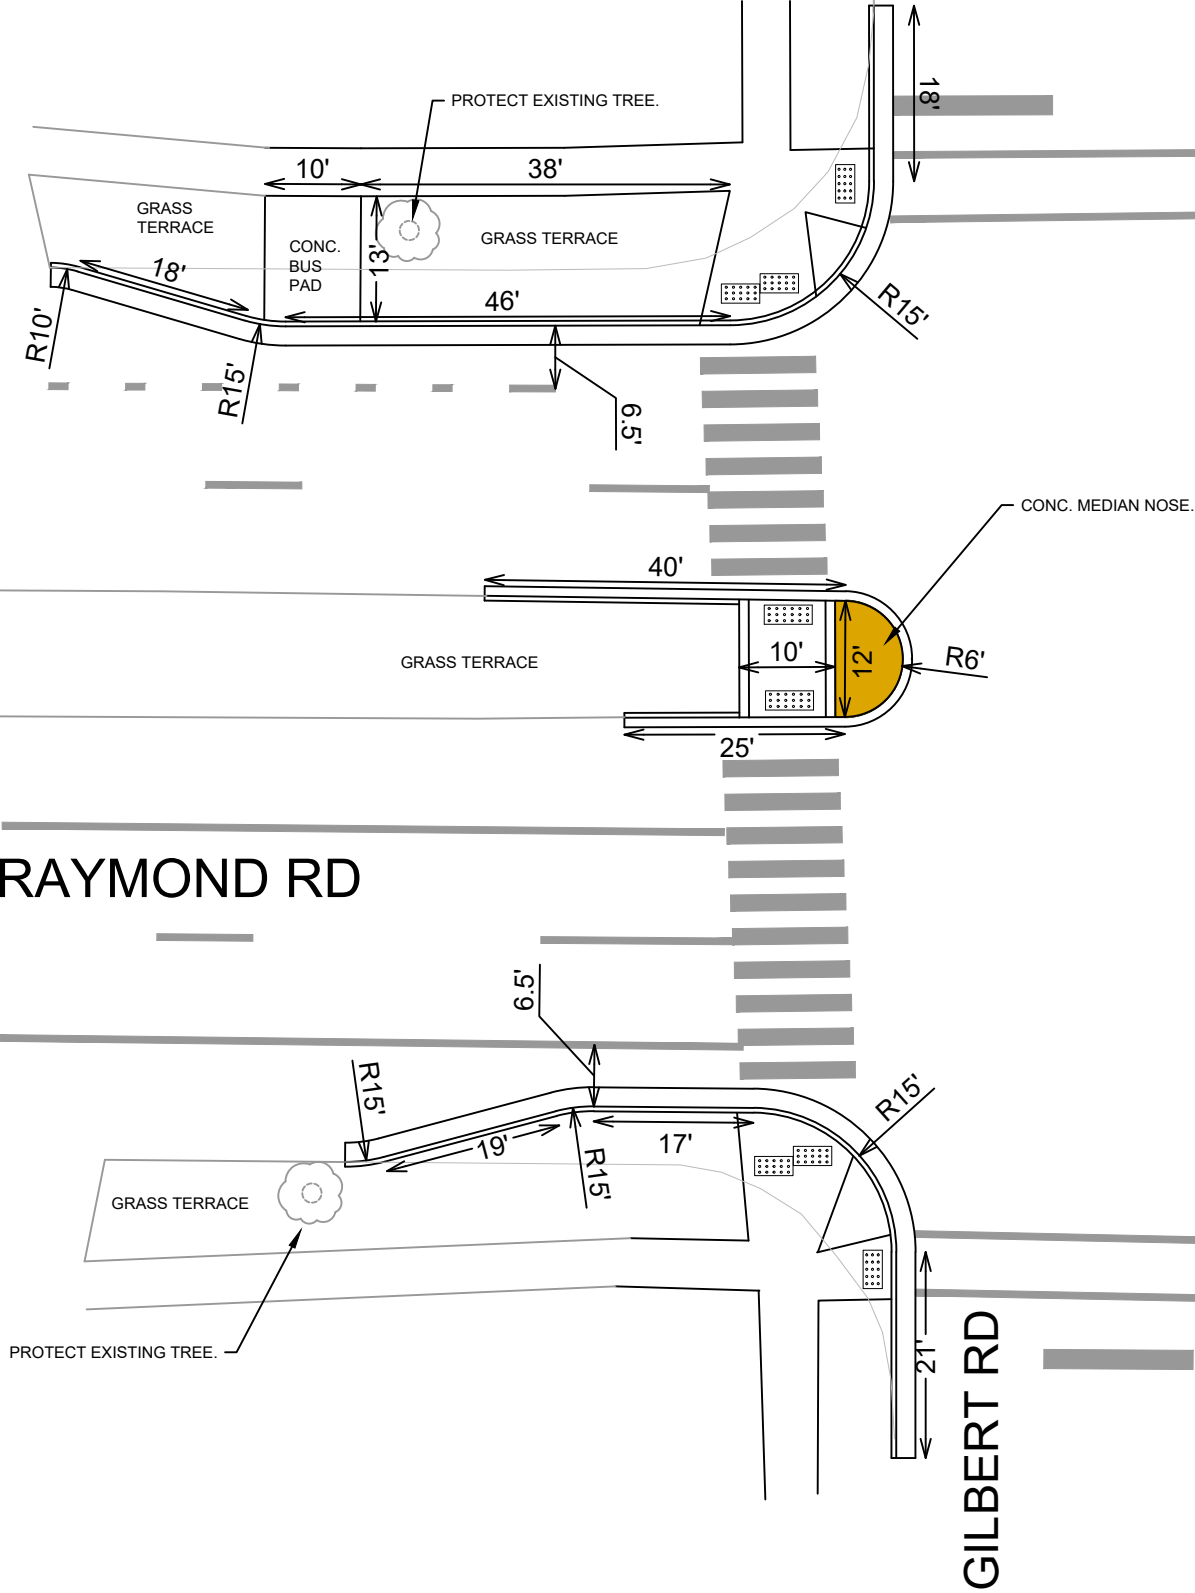 18'
PROTECT EXISTING TREE.
10'
38'
GRASS
TERRACE
GRASS TERRACE
CONC.
BUS
PAD
13'
18'
46'
R10'
R15'
R15'
6.5'
CONC. MEDIAN NOSE.
40'
GRASS TERRACE
10'
12'
R6'
25'
RAYMOND RD
6.5'
R15'
R15'
19'
17'
R15'
GRASS TERRACE
PROTECT EXISTING TREE.
21'
GILBERT RD